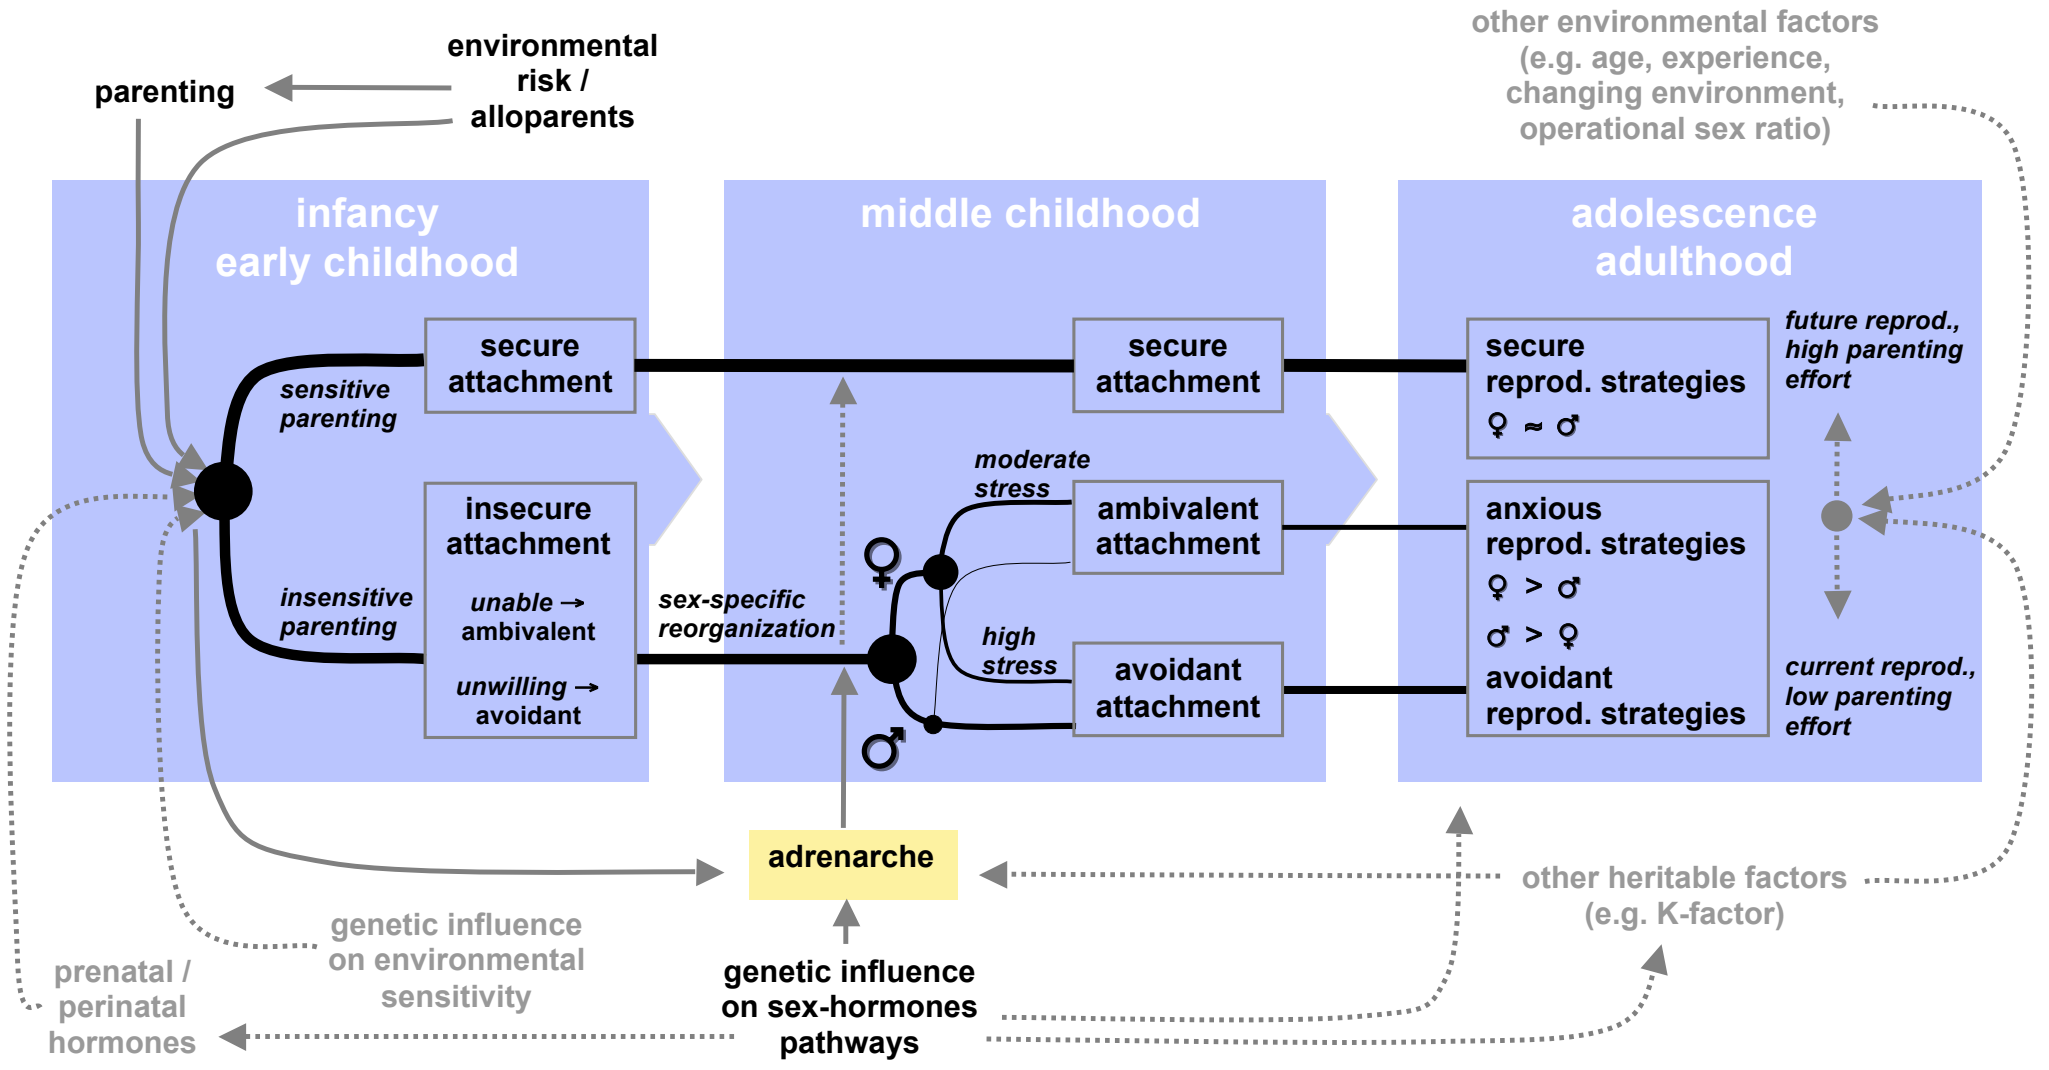 other environmental factors
(e.g. age, experience,
changing environment,
operational sex ratio)
environmental
risk /
alloparents
parenting
infancy
early childhood
middle childhood
adolescence
adulthood
secure
attachment
sensitive
parenting
insecure
attachment
unable →
ambivalent
unwilling →
avoidant
insensitive
parenting
sex-specific
reorganization
♀
♂
moderate
stress
high
stress
secure
attachment
ambivalent
attachment
avoidant
attachment
secure
reprod. strategies
♀ ≈ ♂
anxious
reprod. strategies
♀ > ♂
♂ > ♀
avoidant
reprod. strategies
future reprod.,
high parenting
effort
current reprod.,
low parenting
effort
adrenarche
other heritable factors
(e.g. K-factor)
genetic influence
on environmental
sensitivity
prenatal /
perinatal
hormones
genetic influence
on sex-hormones
pathways